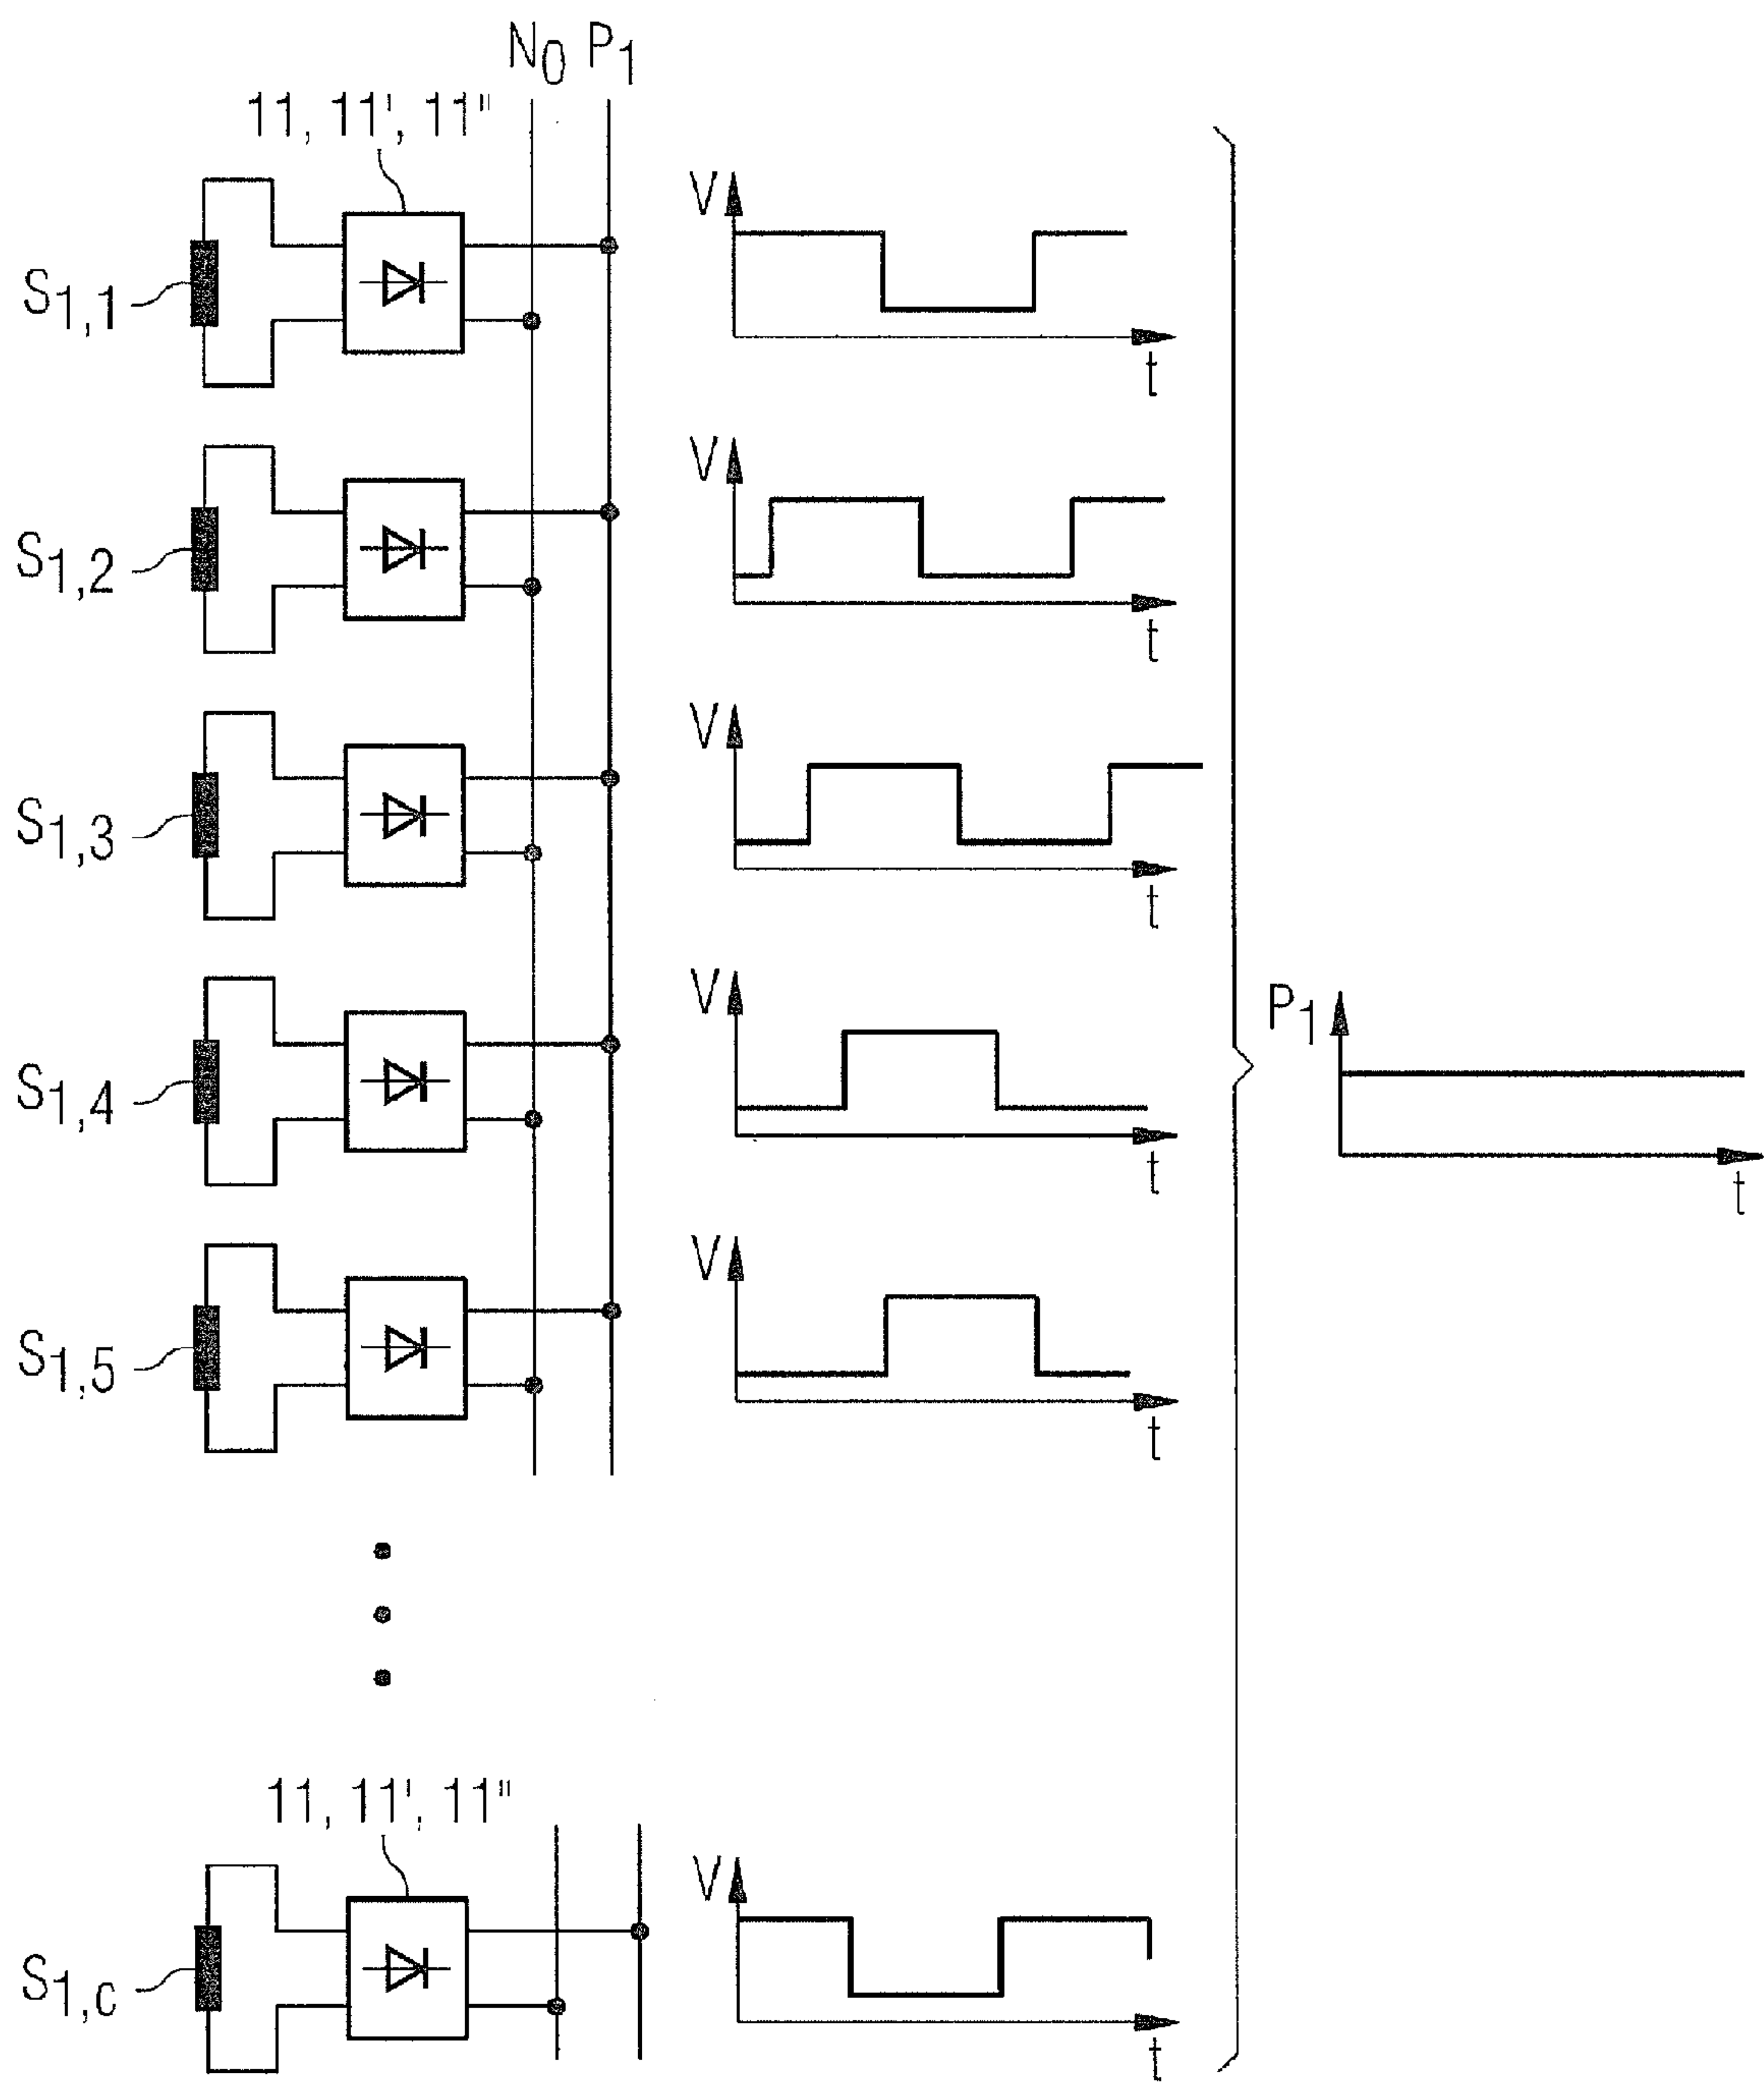 N0 P1
11, 11', 11"
S1,1
V
t
S1,2
V
t
S1,3
V
t
S1,4
V
t
P1
t
S1,5
V
t
11, 11', 11"
S1,c
V
t